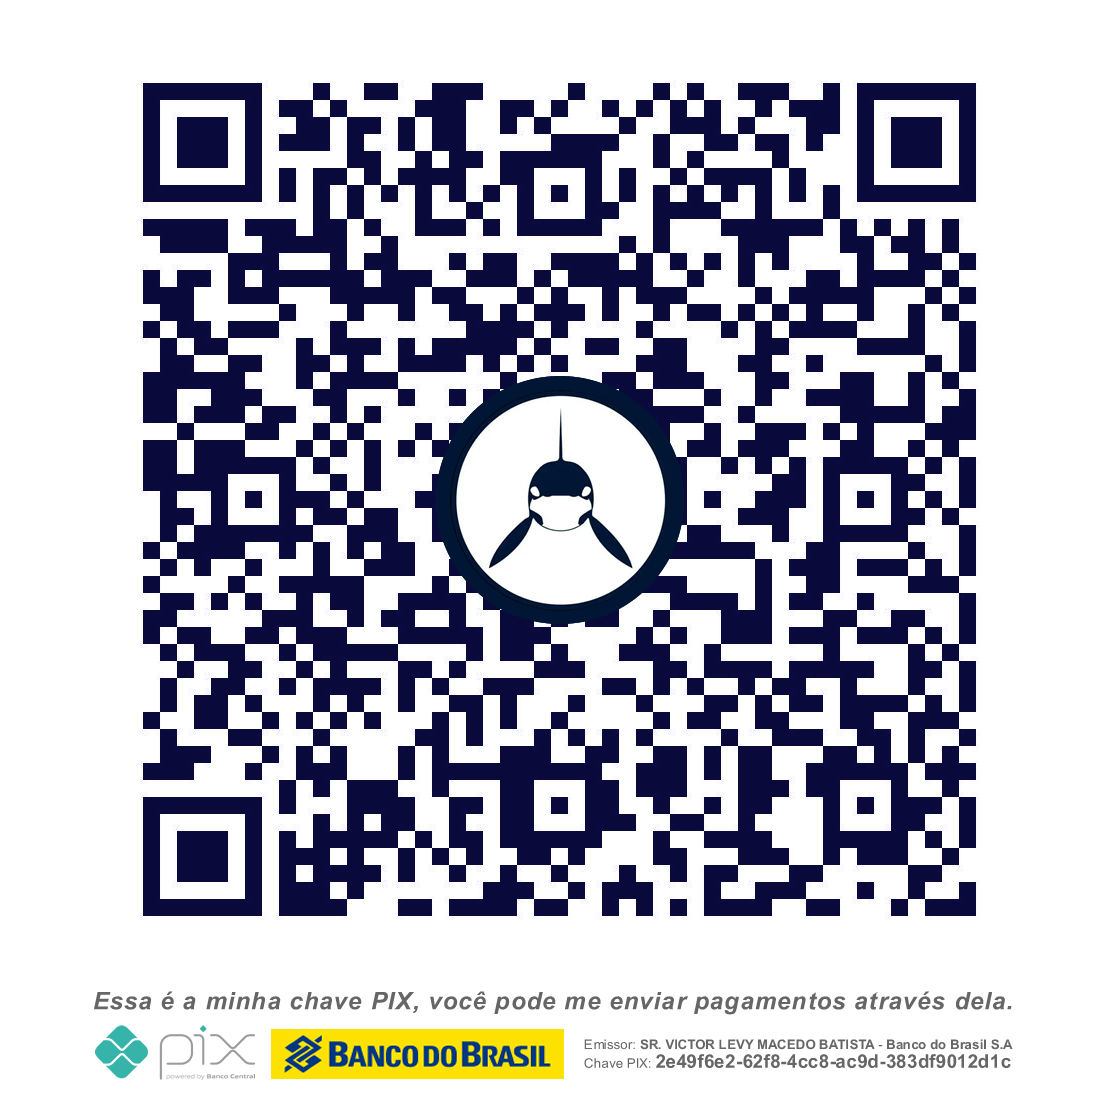 Essa é a minha chave PIX, você pode me enviar pagamentos através dela.
pix
powered by Banco Central
BANCO DO BRASIL
Emissor: SR. VICTOR LEVY MACEDO BATISTA - Banco do Brasil S.A
Chave PIX: 2e49f6e2-62f8-4cc8-ac9d-383df9012d1c